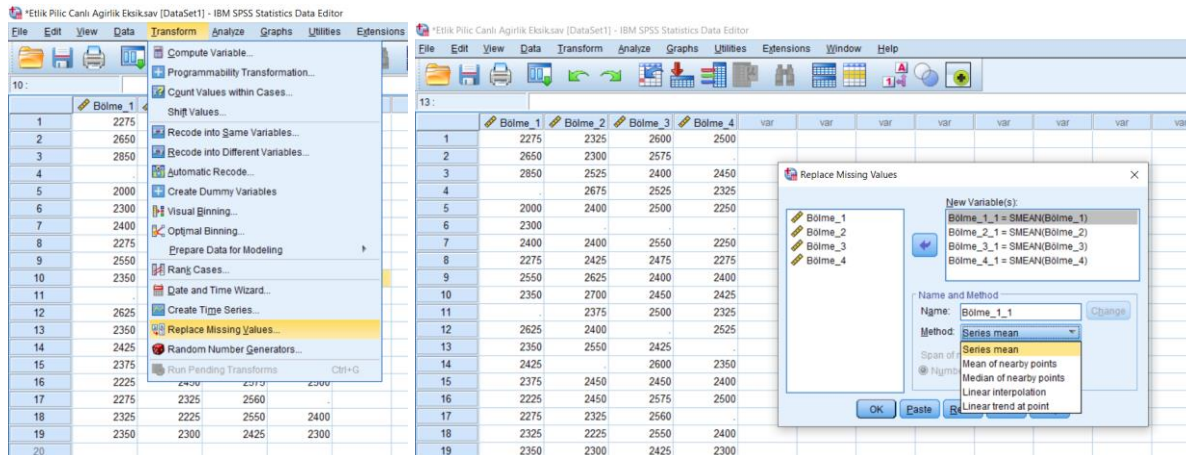 *Etlik Pilic Canlı Agirlik Eksik.sav [DataSet1] - IBM SPSS Statistics Data Editor
File Edit View Data Transform Analyze Graphs Utilities Extensions
10 :
Bölme_1
1 2275
2 2650
3 2850
4 .
5 2000
6 2300
7 2400
8 2275
9 2550
10 2350
11 .
12 2625
13 2350
14 2425
15 2375
16 2225 2450 2575 2500
17 2275 2325 2560 .
18 2325 2225 2550 2400
19 2350 2300 2425 2300
20
Compute Variable...
Programmability Transformation...
Count Values within Cases...
Shift Values...
Recode into Same Variables...
Recode into Different Variables...
Automatic Recode...
Create Dummy Variables
Visual Binning...
Optimal Binning...
Prepare Data for Modeling
Rank Cases...
Date and Time Wizard...
Create Time Series...
Replace Missing Values...
Random Number Generators...
Run Pending Transforms Ctrl+G
*Etlik Pilic Canlı Agirlik Eksik.sav [DataSet1] - IBM SPSS Statistics Data Editor
File Edit View Data Transform Analyze Graphs Utilities Extensions Window Help
13 :
Bölme_1 Bölme_2 Bölme_3 Bölme_4 var var var var var var var
1 2275 2325 2600 2500
2 2650 2300 2575 .
3 2850 2525 2400 2450
4 . 2675 2525 2325
5 2000 2400 2500 2250
6 2300 . . .
7 2400 2400 2550 2250
8 2275 2425 2475 2275
9 2550 2625 2400 2400
10 2350 2700 2450 2425
11 . 2375 2500 2325
12 2625 2400 . 2525
13 2350 2550 2425 .
14 2425 . 2600 2350
15 2375 2450 2450 2400
16 2225 2450 2575 2500
17 2275 2325 2560 .
18 2325 2225 2550 2400
19 2350 2300 2425 2300
Replace Missing Values
Bölme_1
Bölme_2
Bölme_3
Bölme_4
New Variable(s):
Bölme_1_1 = SMEAN(Bölme_1)
Bölme_2_1 = SMEAN(Bölme_2)
Bölme_3_1 = SMEAN(Bölme_3)
Bölme_4_1 = SMEAN(Bölme_4)
Name and Method
Name: Bölme_1_1 Change
Method: Series mean
Series mean
Mean of nearby points
Median of nearby points
Linear interpolation
Linear trend at point
OK Paste